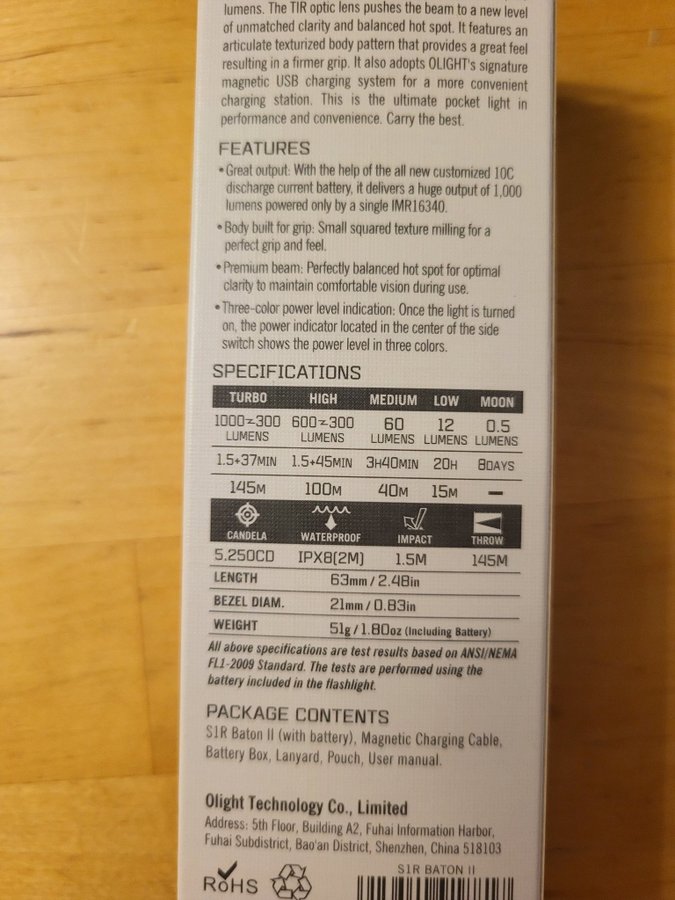 lumens. The TIR optic lens pushes the beam to a new level
of unmatched clarity and balanced hot spot. It features an
articulate texturized body pattern that provides a great feel
resulting in a firmer grip. It also adopts OLIGHT's signature
magnetic USB charging system for a more convenient
charging station. This is the ultimate pocket light in
performance and convenience. Carry the best.
FEATURES
•Great output: With the help of the all new customized 10C
discharge current battery, it delivers a huge output of 1,000
lumens powered only by a single IMR16340.
•Body built for grip: Small squared texture milling for a
perfect grip and feel.
•Premium beam: Perfectly balanced hot spot for optimal
clarity to maintain comfortable vision during use.
•Three-color power level indication: Once the light is turned
on, the power indicator located in the center of the side
switch shows the power level in three colors.
SPECIFICATIONS
TURBO HIGH MEDIUM LOW MOON
1000~300 600~300 60 12 0.5
LUMENS LUMENS LUMENS LUMENS LUMENS
1.5+37MIN 1.5+45MIN 3H40MIN 20H 8DAYS
145M 100M 40M 15M —
CANDELA WATERPROOF IMPACT THROW
5,250CD IPX8(2M) 1.5M 145M
LENGTH 63mm / 2.48in
BEZEL DIAM. 21mm / 0.83in
WEIGHT 51g / 1.80oz (Including Battery)
All above specifications are test results based on ANSI/NEMA
FL1-2009 Standard. The tests are performed using the
battery included in the flashlight.
PACKAGE CONTENTS
S1R Baton II (with battery), Magnetic Charging Cable,
Battery Box, Lanyard, Pouch, User manual.
Olight Technology Co., Limited
Address: 5th Floor, Building A2, Fuhai Information Harbor,
Fuhai Subdistrict, Bao'an District, Shenzhen, China 518103
RoHS
S1R BATON II